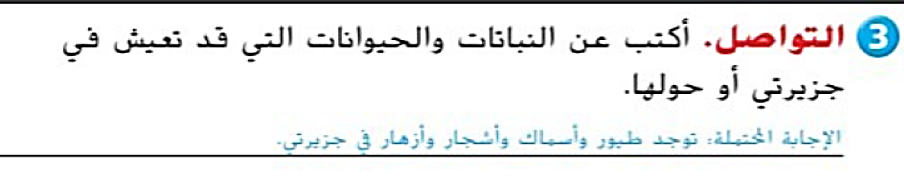 3 التواصل. أكتب عن النباتات والحيوانات التي قد تعيش في
جزيرتي أو حولها.
الإجابة المحتملة: توجد طيور وأسماك وأشجار وأزهار في جزيرتي.